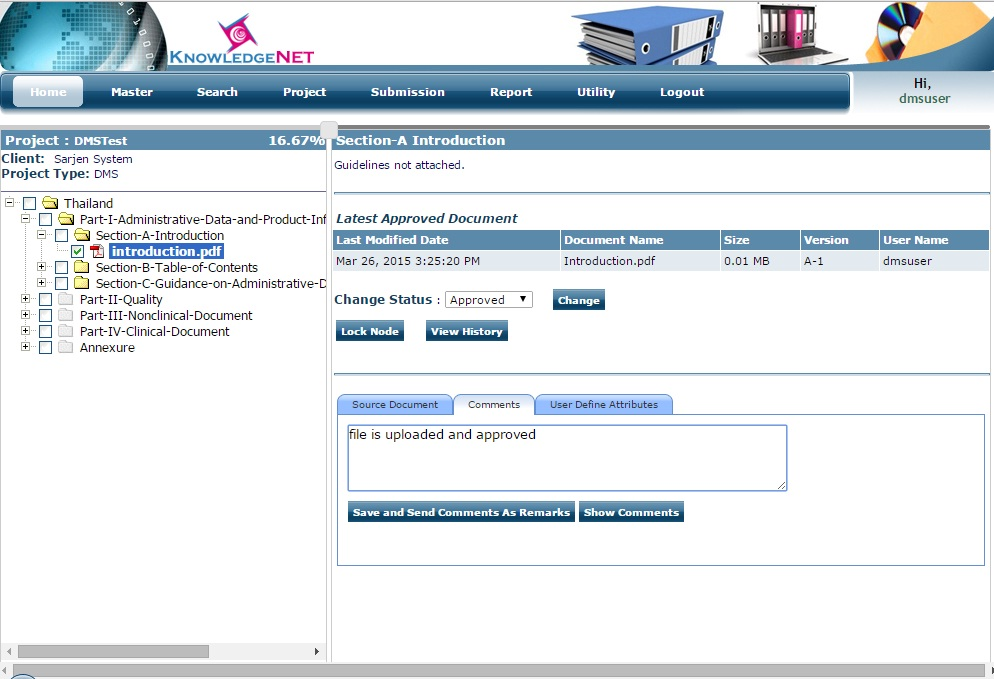 KNOWLEDGENET
Home Master Search Project Submission Report Utility Logout
Hi,
dmsuser
Project : DMSTest 16.67%
Client: Sarjen System
Project Type: DMS
Thailand
Part-I-Administrative-Data-and-Product-Inf
Section-A-Introduction
introduction.pdf
Section-B-Table-of-Contents
Section-C-Guidance-on-Administrative-D
Part-II-Quality
Part-III-Nonclinical-Document
Part-IV-Clinical-Document
Annexure
Section-A Introduction
Guidelines not attached.
Latest Approved Document
Last Modified Date Document Name Size Version User Name
Mar 26, 2015 3:25:20 PM Introduction.pdf 0.01 MB A-1 dmsuser
Change Status : Approved Change
Lock Node View History
Source Document Comments User Define Attributes
file is uploaded and approved
Save and Send Comments As Remarks Show Comments